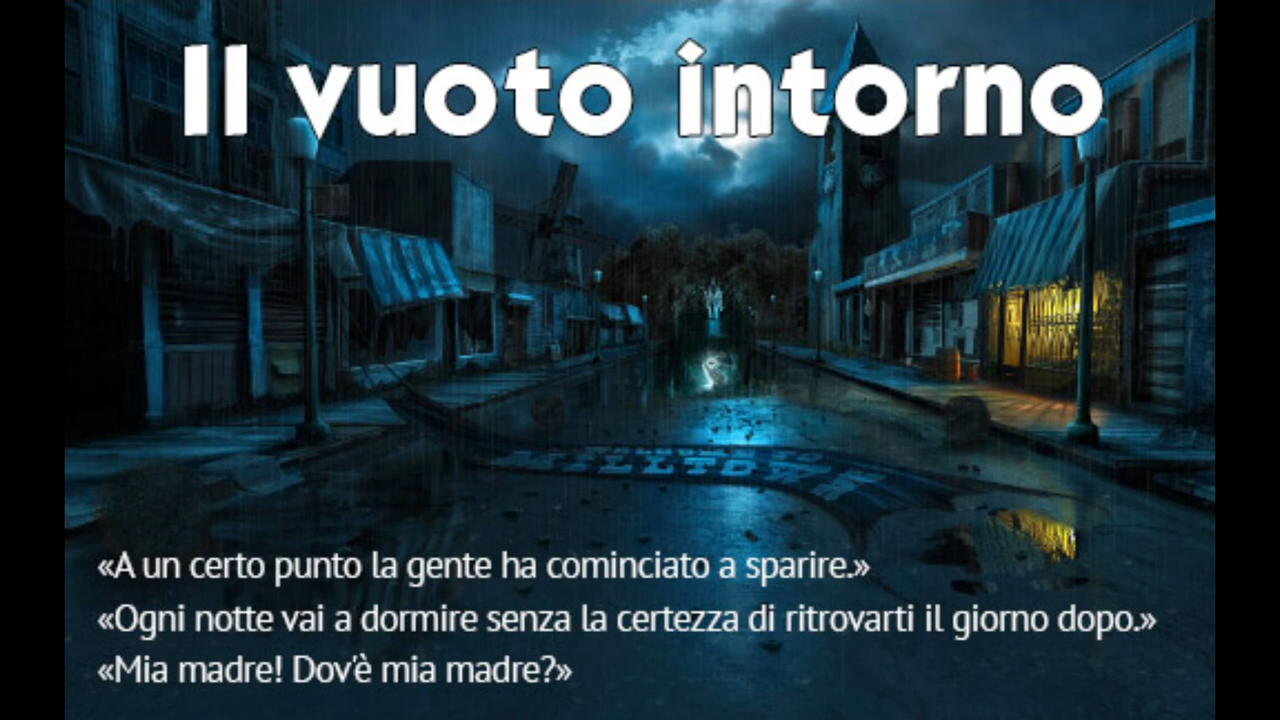 Il vuoto intorno
«A un certo punto la gente ha cominciato a sparire.»
«Ogni notte vai a dormire senza la certezza di ritrovarti il giorno dopo.»
«Mia madre! Dov'è mia madre?»